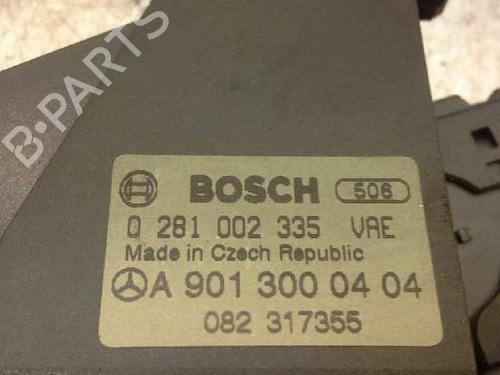 B-PARTS
BOSCH 506
0 281 002 335 VAE
Made in Czech Republic
A 901 300 04 04
082 317355